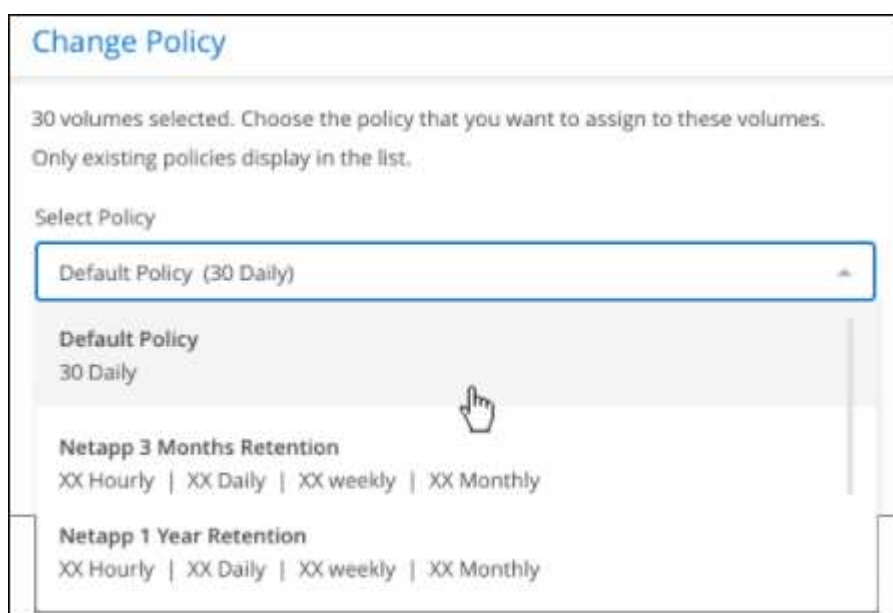 Change Policy
30 volumes selected. Choose the policy that you want to assign to these volumes.
Only existing policies display in the list.
Select Policy
Default Policy (30 Daily)
Default Policy
30 Daily
Netapp 3 Months Retention
XX Hourly | XX Daily | XX weekly | XX Monthly
Netapp 1 Year Retention
XX Hourly | XX Daily | XX weekly | XX Monthly